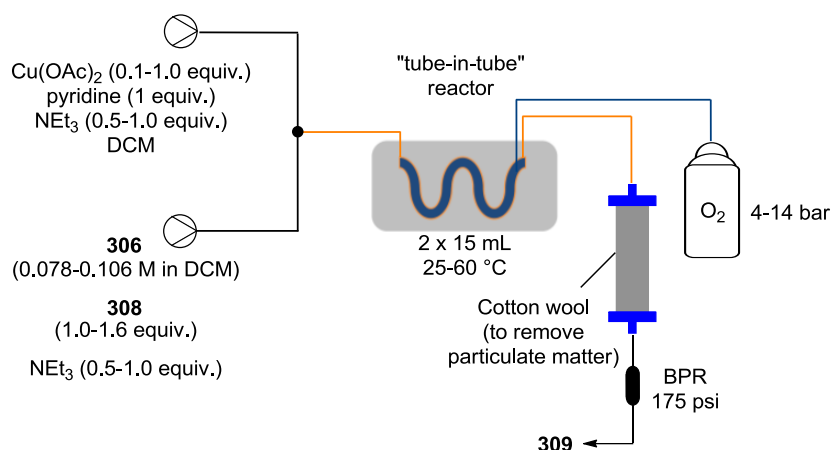 Cu(OAc)₂ (0.1-1.0 equiv.)
pyridine (1 equiv.)
NEt₃ (0.5-1.0 equiv.)
DCM
306
(0.078-0.106 M in DCM)
308
(1.0-1.6 equiv.)
NEt₃ (0.5-1.0 equiv.)
"tube-in-tube"
reactor
2 x 15 mL
25-60 °C
O₂
4-14 bar
Cotton wool
(to remove
particulate matter)
BPR
175 psi
309